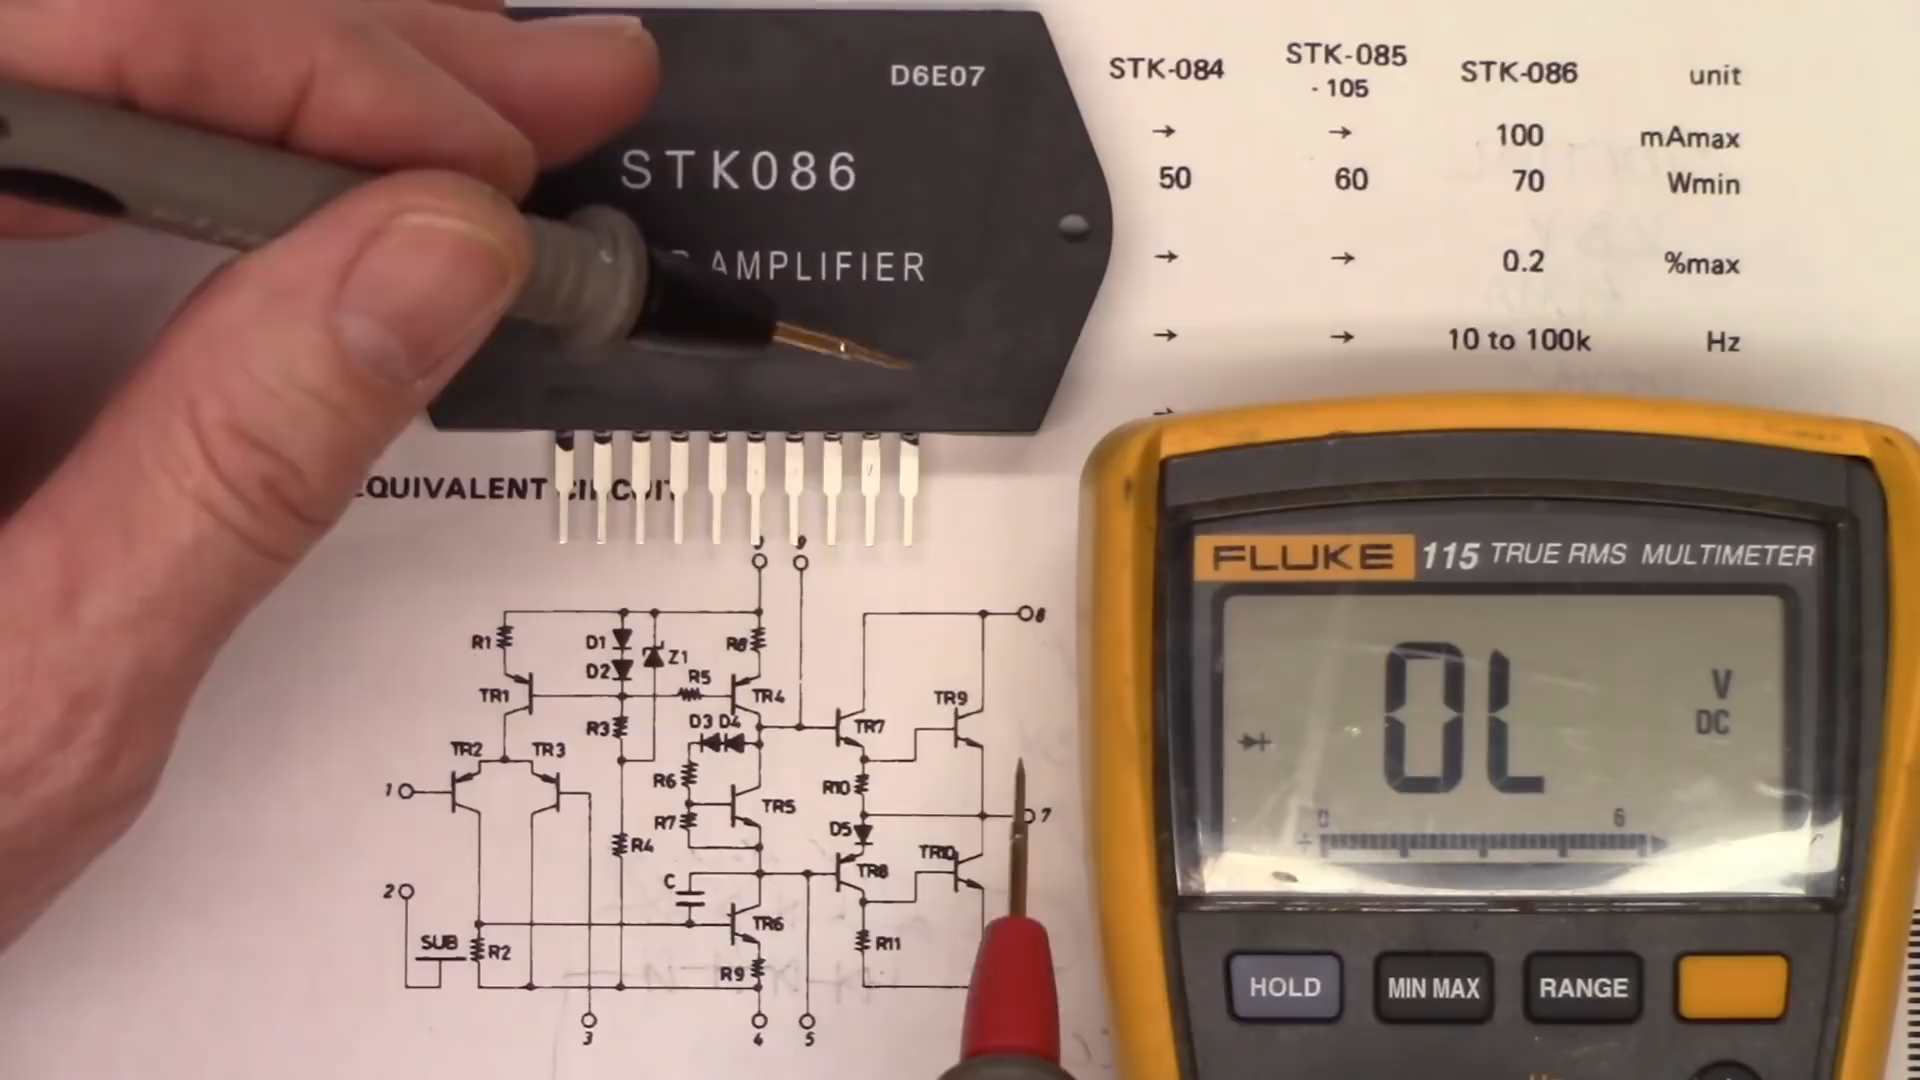 D6E07
STK086
AMPLIFIER
STK-084 STK-085 STK-086 unit
- 105
→ → 100 mAmax
50 60 70 Wmin
→ → 0.2 %max
→ → 10 to 100k Hz
→
EQUIVALENT CIRCUIT
9
8
R1
D1
D2
Z1
R8
R5
TR1
TR4
TR9
D3 D4
R3
TR7
TR2
TR3
R6
R10
1
TR5
7
R7
D5
R4
TR10
TR8
C
2
TR6
SUB
R2
R11
R9
3
4
5
FLUKE 115 TRUE RMS MULTIMETER
OL
V
DC
0 6
HOLD
MIN MAX
RANGE